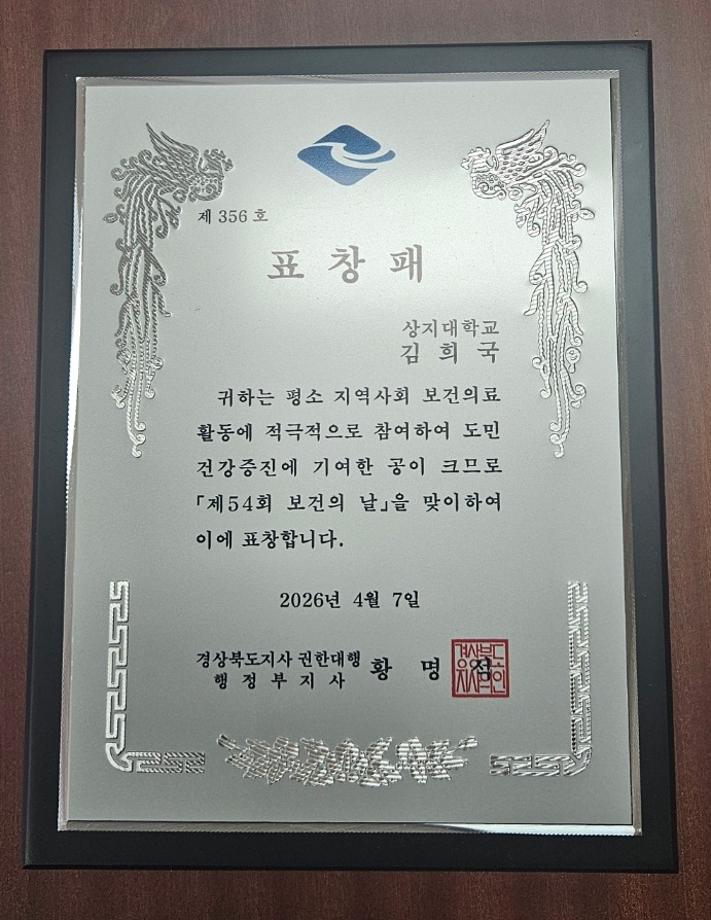 제 356 호
표 창 패
상지대학교
김 희 국
귀하는 평소 지역사회 보건의료
활동에 적극적으로 참여하여 도민
건강증진에 기여한 공이 크므로
「제54회 보건의 날」을 맞이하여
이에 표창합니다.
2026년 4월 7일
경상북도지사 권한대행
행 정 부 지 사
황 명 석